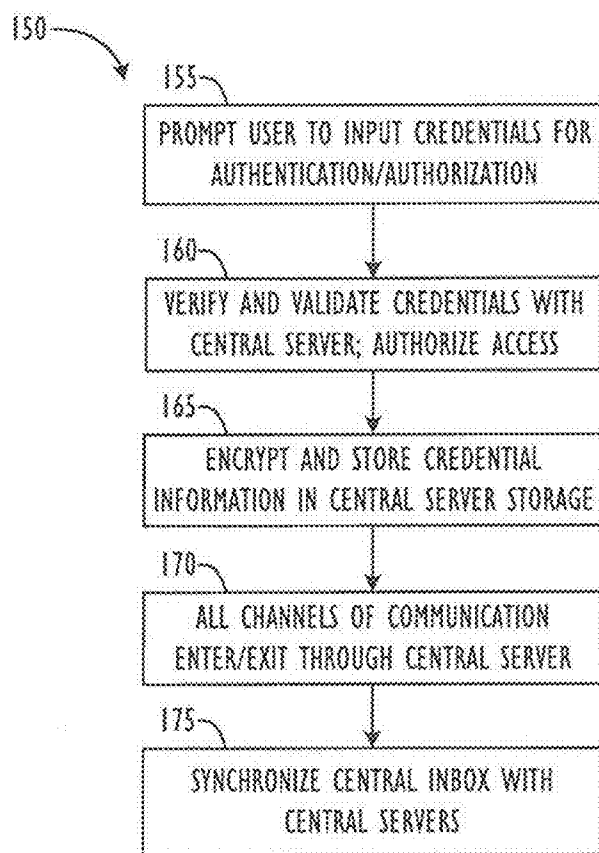 150
155
PROMPT USER TO INPUT CREDENTIALS FOR
AUTHENTICATION/AUTHORIZATION
160
VERIFY AND VALIDATE CREDENTIALS WITH
CENTRAL SERVER; AUTHORIZE ACCESS
165
ENCRYPT AND STORE CREDENTIAL
INFORMATION IN CENTRAL SERVER STORAGE
170
ALL CHANNELS OF COMMUNICATION
ENTER/EXIT THROUGH CENTRAL SERVER
175
SYNCHRONIZE CENTRAL INBOX WITH
CENTRAL SERVERS